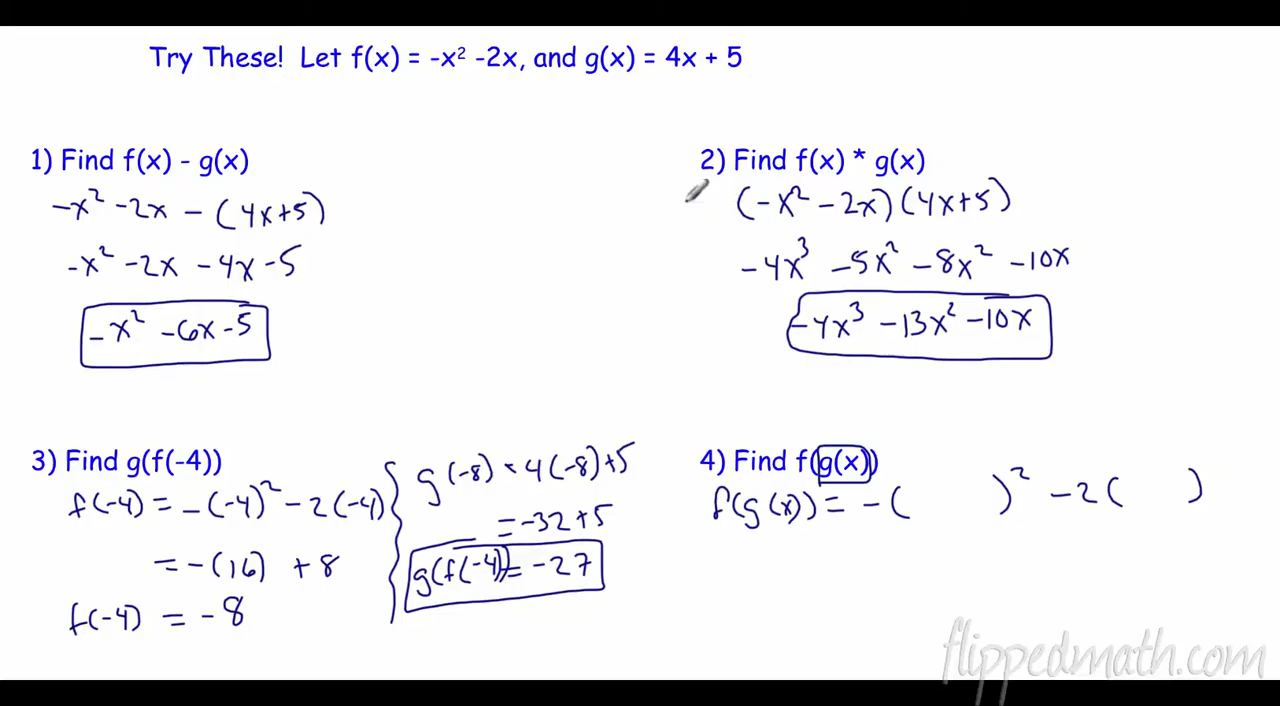 Try These! Let f(x) = -x² -2x, and g(x) = 4x + 5
1) Find f(x) - g(x)
-x² -2x - (4x+5)
-x² -2x -4x -5
-x² -6x -5
2) Find f(x) * g(x)
(-x² -2x)(4x+5)
-4x³ -5x² -8x² -10x
-4x³ -13x² -10x
3) Find g(f(-4))
f(-4) = -(-4)² -2(-4)
= -(16) +8
f(-4) = -8
g(-8) = 4(-8)+5
= -32+5
g(f(-4)) = -27
4) Find f(g(x))
f(g(x)) = -( )² -2( )
flippedmath.com